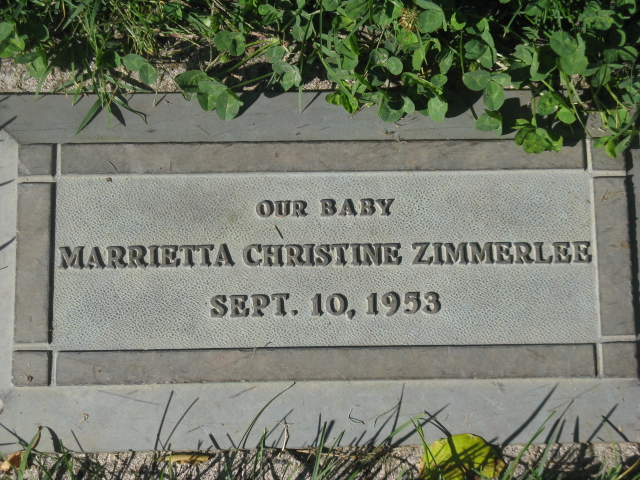 OUR BABY
MARRIETTA CHRISTINE ZIMMERLEE
SEPT. 10, 1953